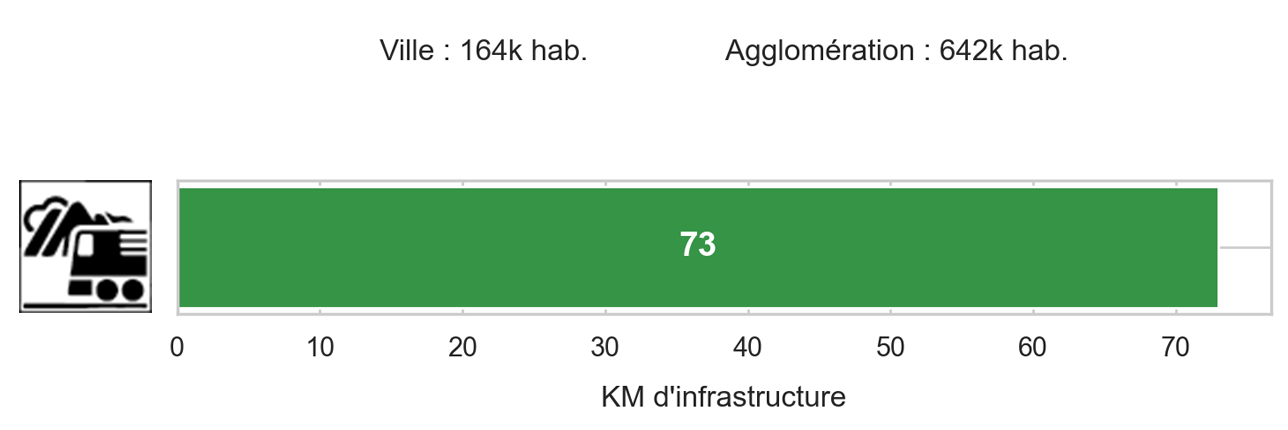 Ville : 164k hab. Agglomération : 642k hab.
73
0 10 20 30 40 50 60 70
KM d'infrastructure